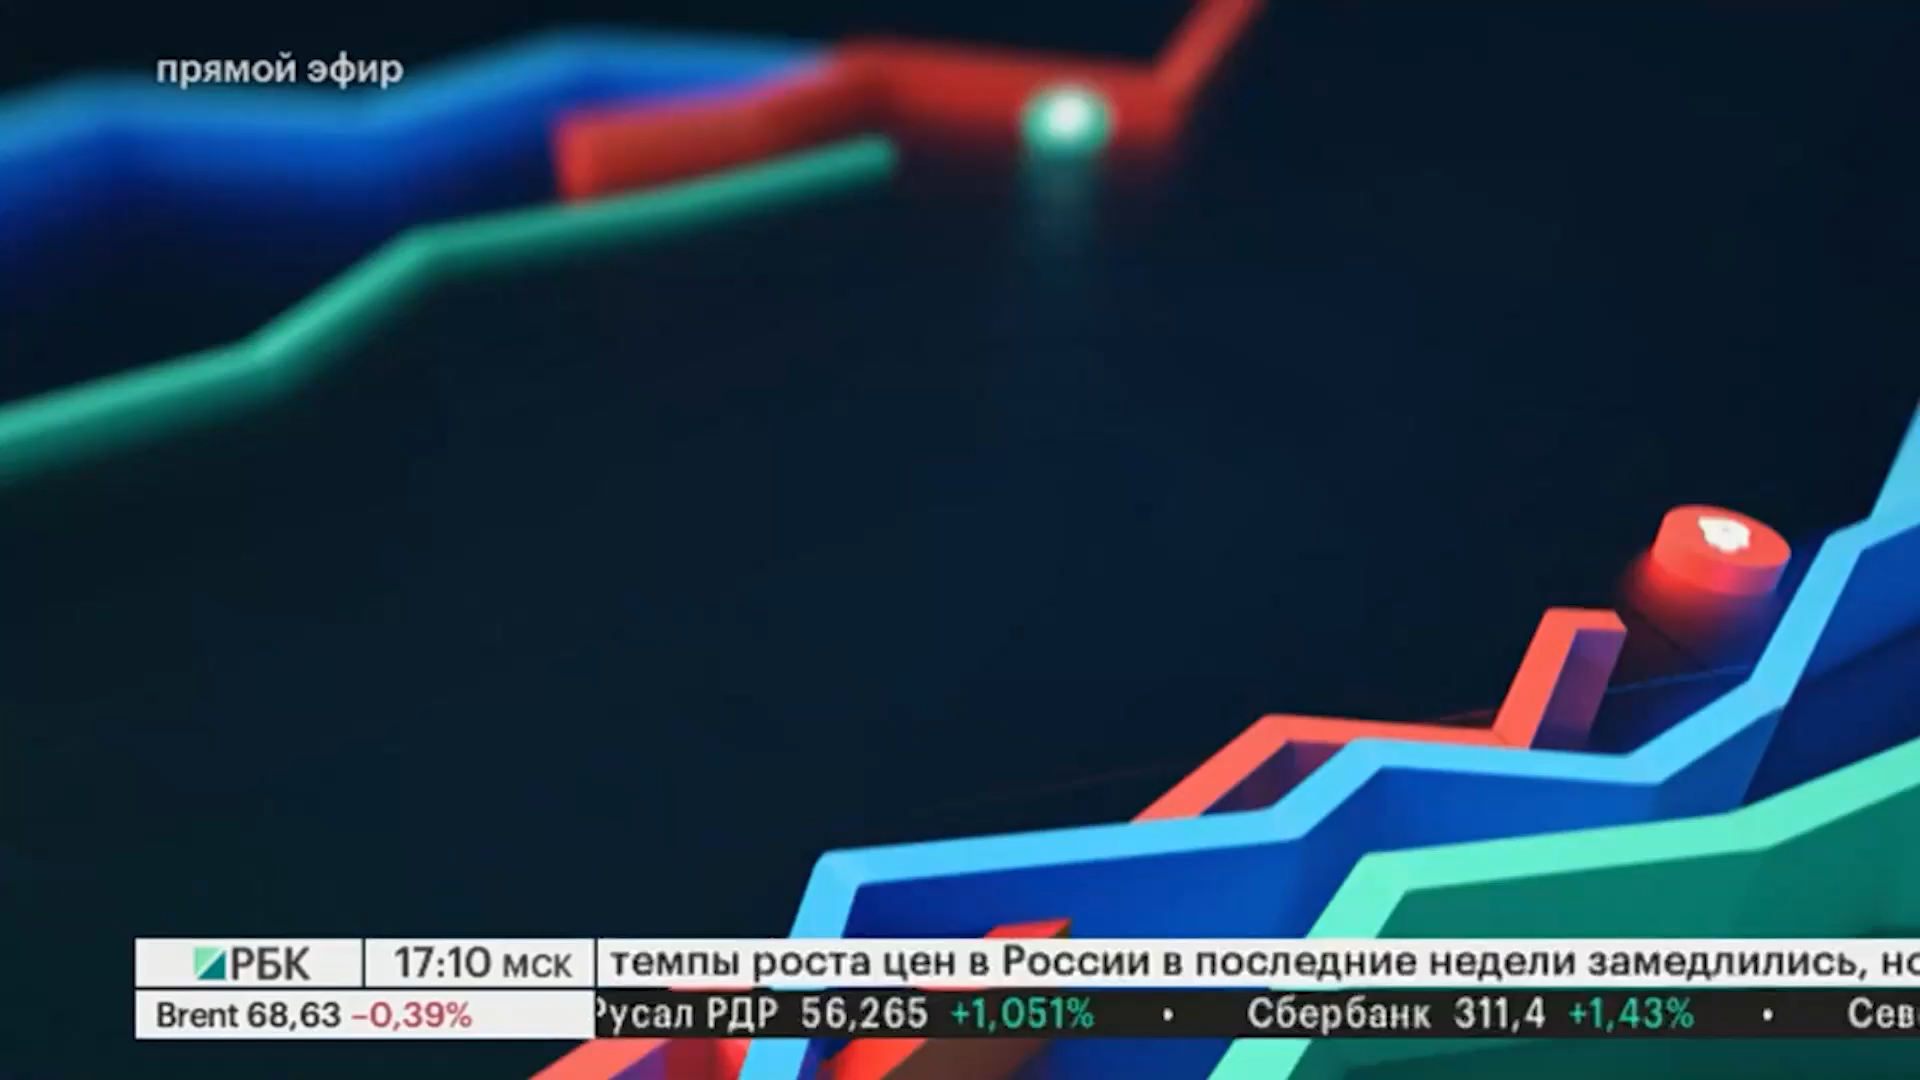 прямой эфир
РБК 17:10 мск темпы роста цен в России в последние недели замедлились, но
Brent 68,63 –0,39% Русал РДР 56,265 +1,051% • Сбербанк 311,4 +1,43% • Сев